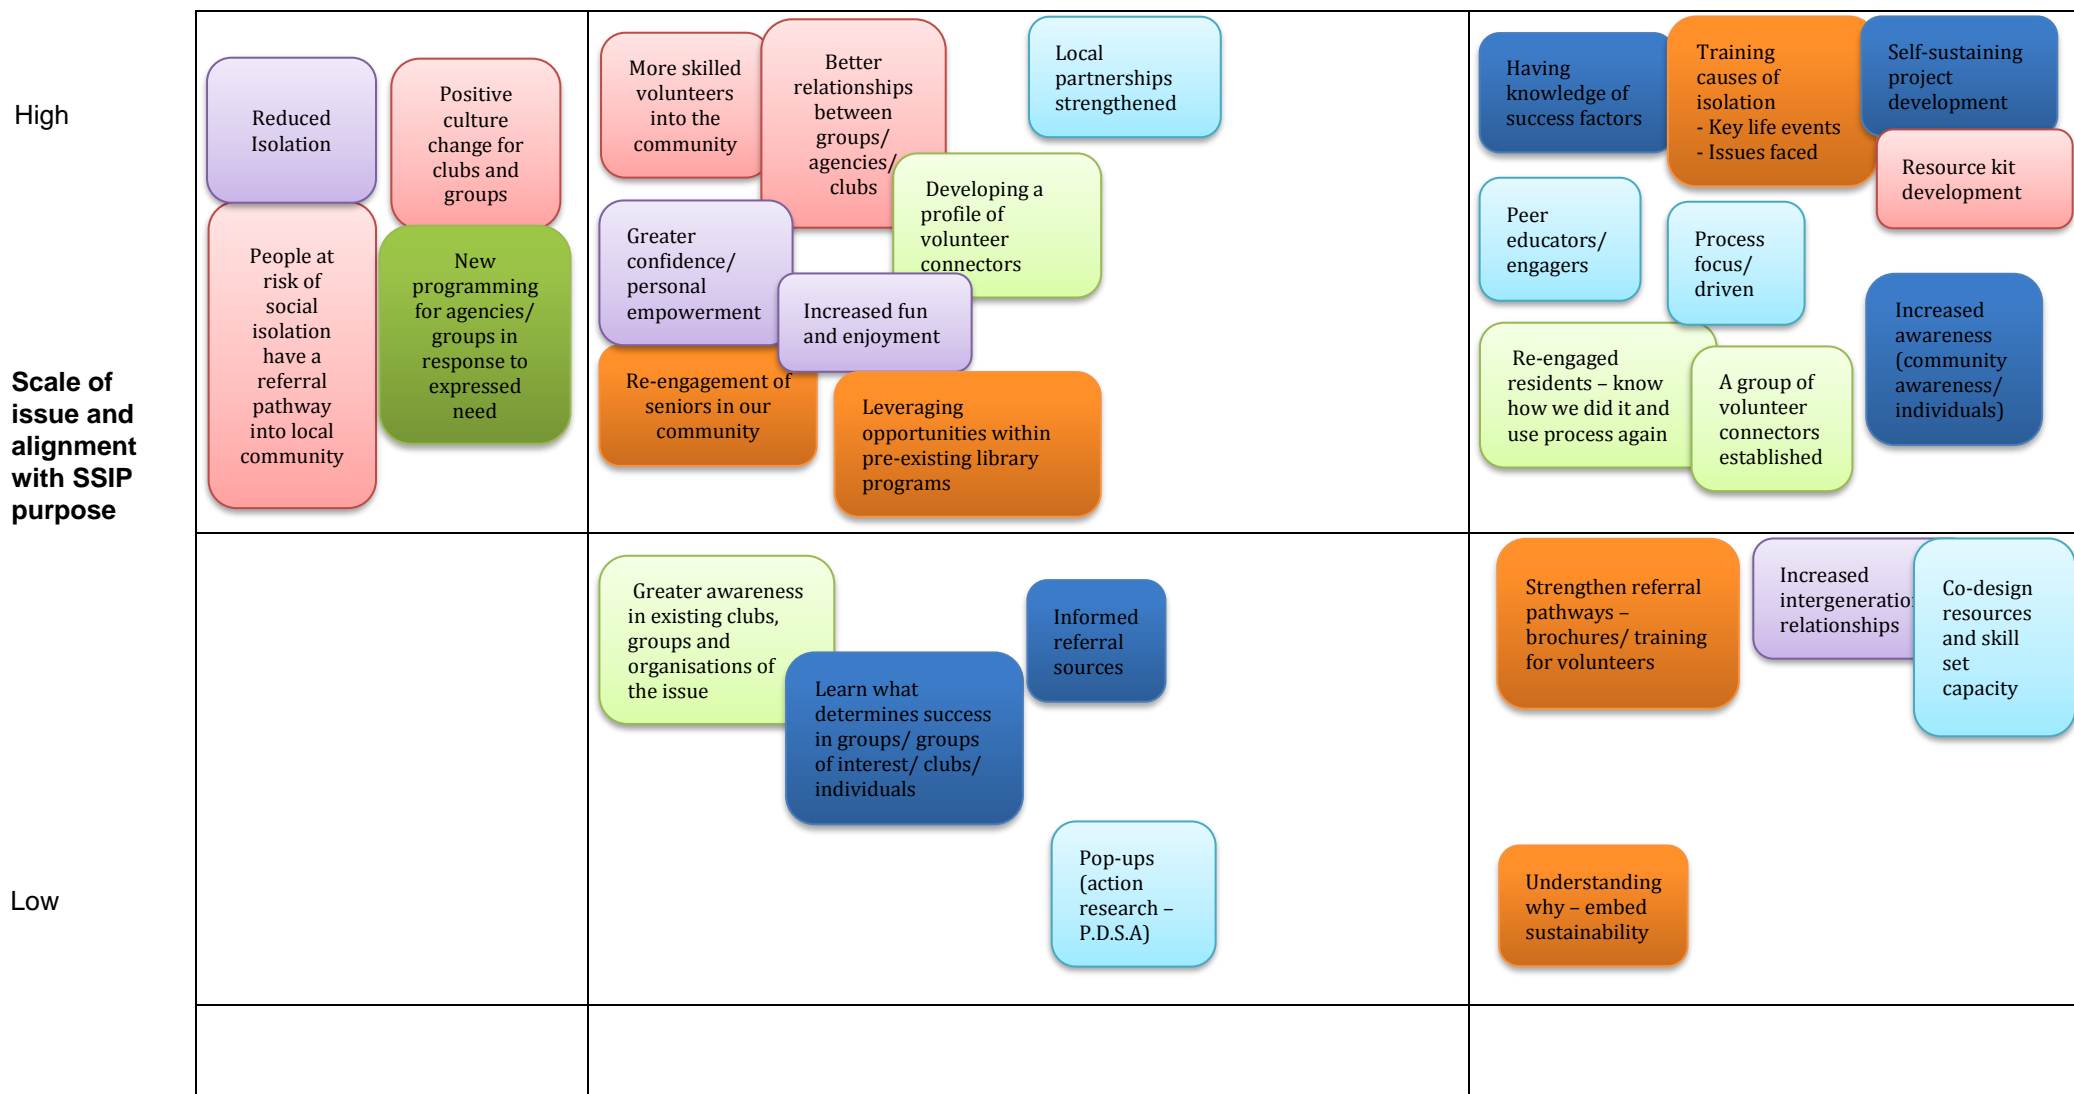 High
Scale of
issue and
alignment
with SSIP
purpose
Low
Reduced
Isolation
Positive
culture
change for
clubs and
groups
People at
risk of
social
isolation
have a
referral
pathway
into local
community
New
programming
for agencies/
groups in
response to
expressed
need
More skilled
volunteers
into the
community
Better
relationships
between
groups/
agencies/
clubs
Local
partnerships
strengthened
Developing a
profile of
volunteer
connectors
Greater
confidence/
personal
empowerment
Increased fun
and enjoyment
Re-engagement of
seniors in our
community
Leveraging
opportunities within
pre-existing library
programs
Having
knowledge of
success factors
Training
causes of
isolation
- Key life events
- Issues faced
Self-sustaining
project
development
Resource kit
development
Peer
educators/
engagers
Process
focus/
driven
Increased
awareness
(community
awareness/
individuals)
Re-engaged
residents – know
how we did it and
use process again
A group of
volunteer
connectors
established
Greater awareness
in existing clubs,
groups and
organisations of
the issue
Learn what
determines success
in groups/ groups
of interest/ clubs/
individuals
Informed
referral
sources
Pop-ups
(action
research –
P.D.S.A)
Strengthen referral
pathways –
brochures/ training
for volunteers
Increased
relationships
Co-design
resources
and skill
set
capacity
Understanding
why – embed
sustainability